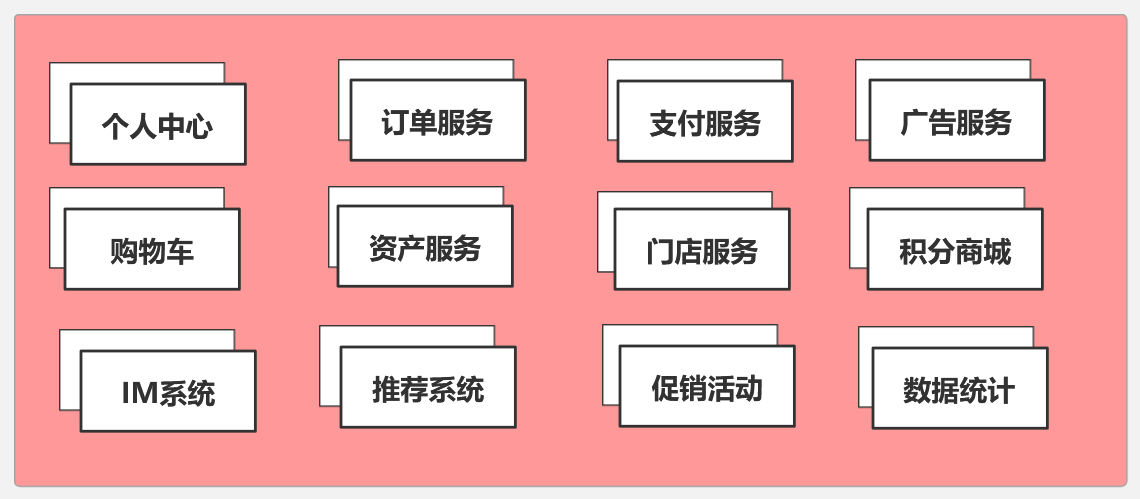 个人中心
订单服务
支付服务
广告服务
购物车
资产服务
门店服务
积分商城
IM系统
推荐系统
促销活动
数据统计